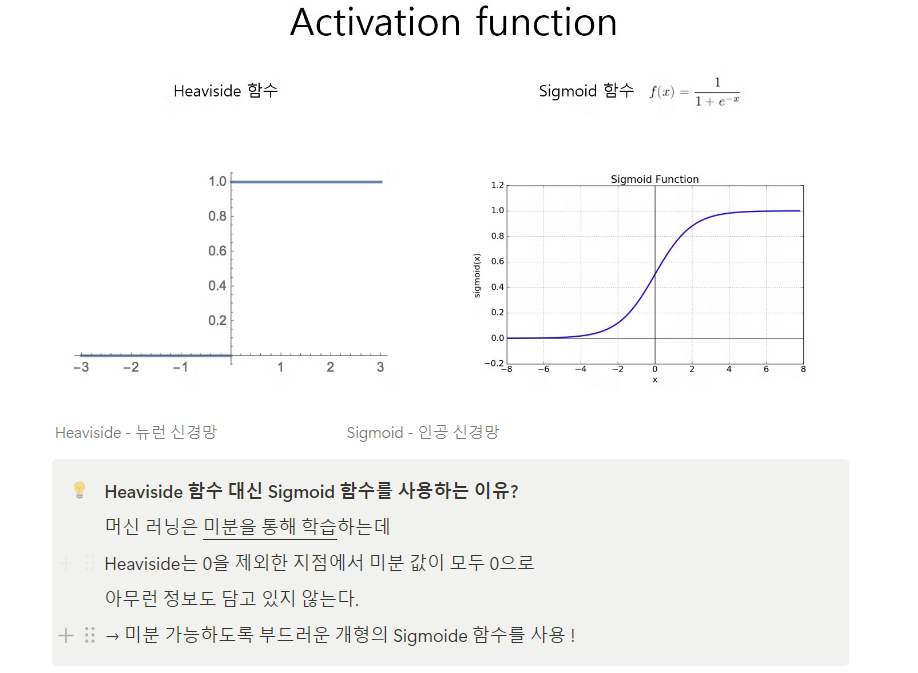 Activation function
Heaviside 함수
Sigmoid 함수 f(x) = 1 / (1 + e^{-x})
1.0
0.8
0.6
0.4
0.2
−3 −2 −1 1 2 3
Sigmoid Function
1.2
1.0
0.8
0.6
0.4
0.2
0.0
−0.2
sigmoid(x)
−8 −6 −4 −2 0 2 4 6 8
x
Heaviside - 뉴런 신경망
Sigmoid - 인공 신경망
Heaviside 함수 대신 Sigmoid 함수를 사용하는 이유?
머신 러닝은 미분을 통해 학습하는데
Heaviside는 0을 제외한 지점에서 미분 값이 모두 0으로
아무런 정보도 담고 있지 않는다.
→ 미분 가능하도록 부드러운 개형의 Sigmoide 함수를 사용 !